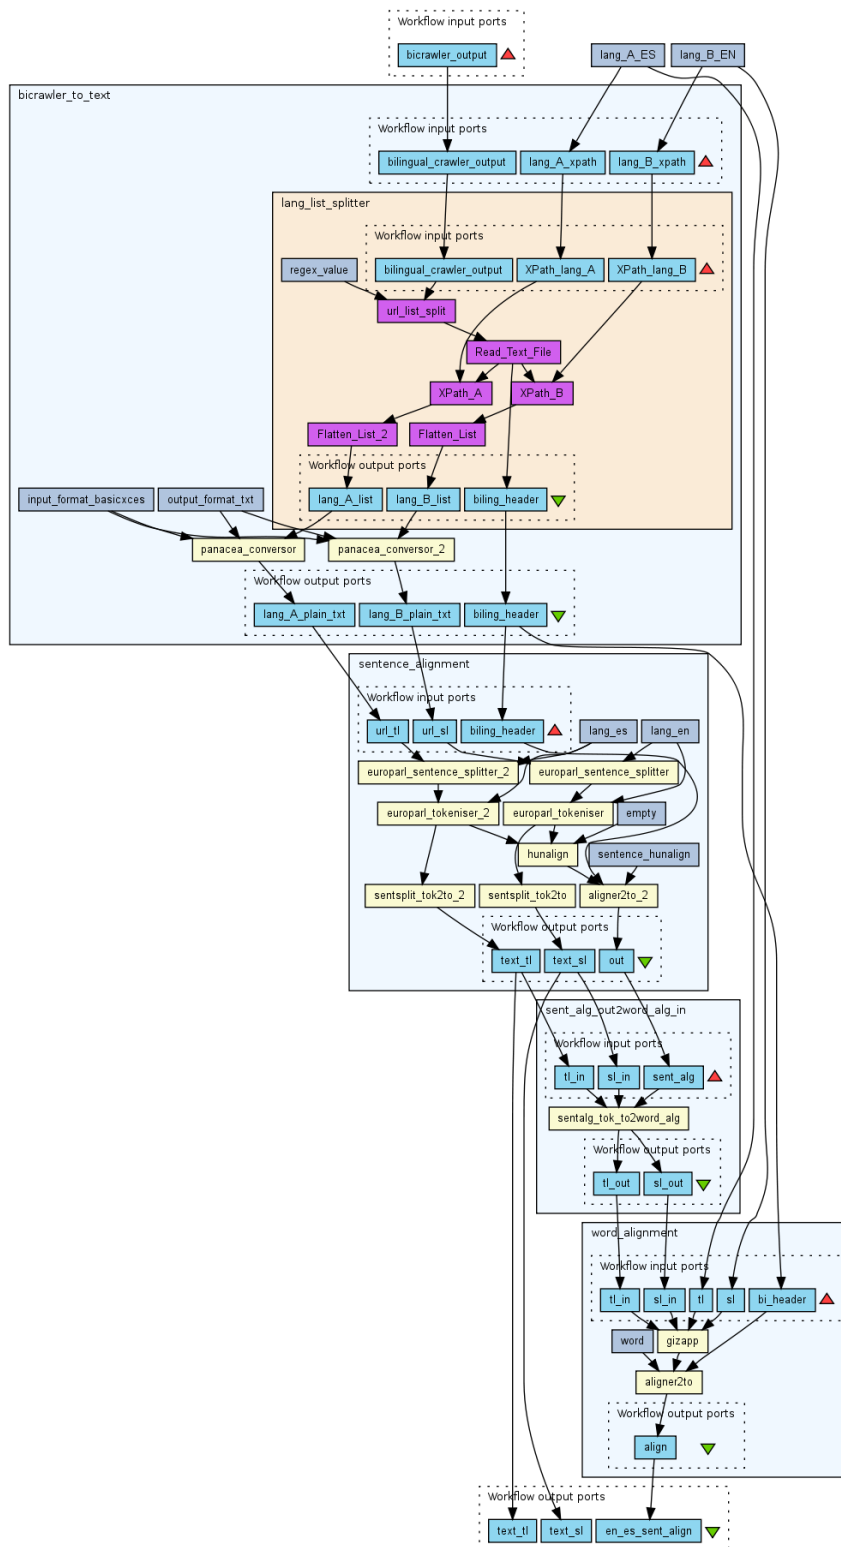 Workflow input ports
bicrawler_output
lang_A_ES
lang_B_EN
bicrawler_to_text
Workflow input ports
bilingual_crawler_output
lang_A_xpath
lang_B_xpath
lang_list_splitter
Workflow input ports
regex_value
bilingual_crawler_output
XPath_lang_A
XPath_lang_B
url_list_split
Read_Text_File
XPath_A
XPath_B
Flatten_List_2
Flatten_List
Workflow output ports
input_format_basicxces
output_format_txt
lang_A_list
lang_B_list
biling_header
panacea_conversor
panacea_conversor_2
Workflow output ports
lang_A_plain_txt
lang_B_plain_txt
biling_header
sentence_alignment
Workflow input ports
url_tl
url_sl
biling_header
lang_es
lang_en
europarl_sentence_splitter_2
europarl_sentence_splitter
europarl_tokeniser_2
europarl_tokeniser
empty
hunalign
sentence_hunalign
sentsplit_tok2to_2
sentsplit_tok2to
aligner2to_2
Workflow output ports
text_tl
text_sl
out
sent_alg_out2word_alg_in
Workflow input ports
tl_in
sl_in
sent_alg
sentalg_tok_to2word_alg
Workflow output ports
tl_out
sl_out
word_alignment
Workflow input ports
tl_in
sl_in
tl
sl
bi_header
word
gizapp
aligner2to
Workflow output ports
align
Workflow output ports
text_tl
text_sl
en_es_sent_align